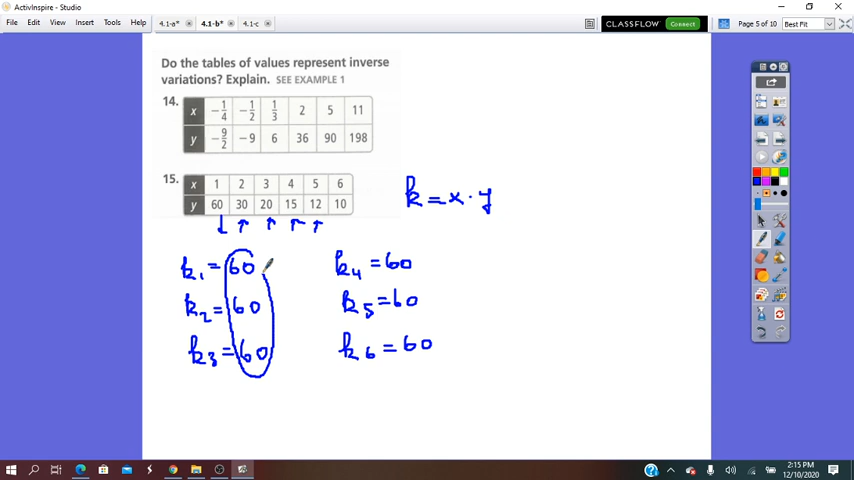 ActivInspire - Studio
File Edit View Insert Tools Help
CLASSFLOW Connect
Page 5 of 10 Best Fit
4.1-a* 4.1-b* 4.1-c
Do the tables of values represent inverse
variations? Explain. SEE EXAMPLE 1
14. x -1/4 -1/2 1/3 2 5 11
y -9/2 -9 6 36 90 198
15. x 1 2 3 4 5 6
y 60 30 20 15 12 10
k = x · y
k₁ = 60 k₄ = 60
k₂ = 60 k₅ = 60
k₃ = 60 k₆ = 60
2:15 PM
12/10/2020